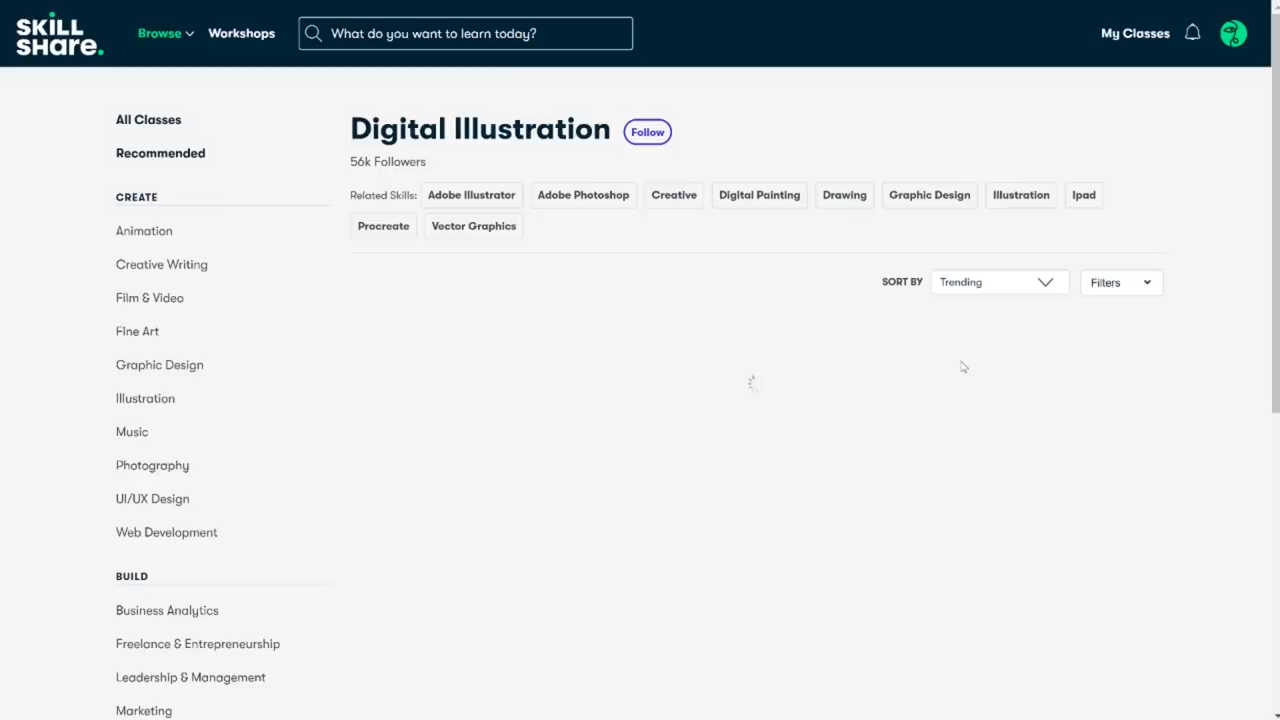 SKILL
SHARE.
Browse
Workshops
What do you want to learn today?
My Classes
All Classes
Recommended
CREATE
Animation
Creative Writing
Film & Video
Fine Art
Graphic Design
Illustration
Music
Photography
UI/UX Design
Web Development
BUILD
Business Analytics
Freelance & Entrepreneurship
Leadership & Management
Marketing
Digital Illustration Follow
56k Followers
Related Skills: Adobe Illustrator Adobe Photoshop Creative Digital Painting Drawing Graphic Design Illustration Ipad
Procreate Vector Graphics
SORT BY Trending Filters